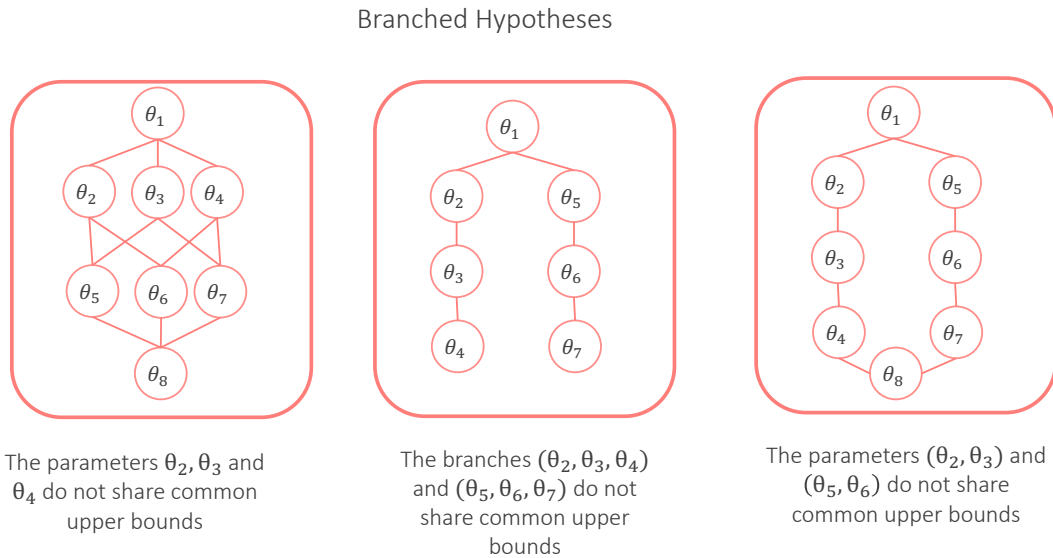 Branched Hypotheses
θ₁
θ₂ θ₃ θ₄
θ₅ θ₆ θ₇
θ₈
The parameters θ₂, θ₃ and
θ₄ do not share common
upper bounds
θ₁
θ₂ θ₅
θ₃ θ₆
θ₄ θ₇
The branches (θ₂, θ₃, θ₄)
and (θ₅, θ₆, θ₇) do not
share common upper
bounds
θ₁
θ₂ θ₅
θ₃ θ₆
θ₄ θ₇
θ₈
The parameters (θ₂, θ₃) and
(θ₅, θ₆) do not share
common upper bounds